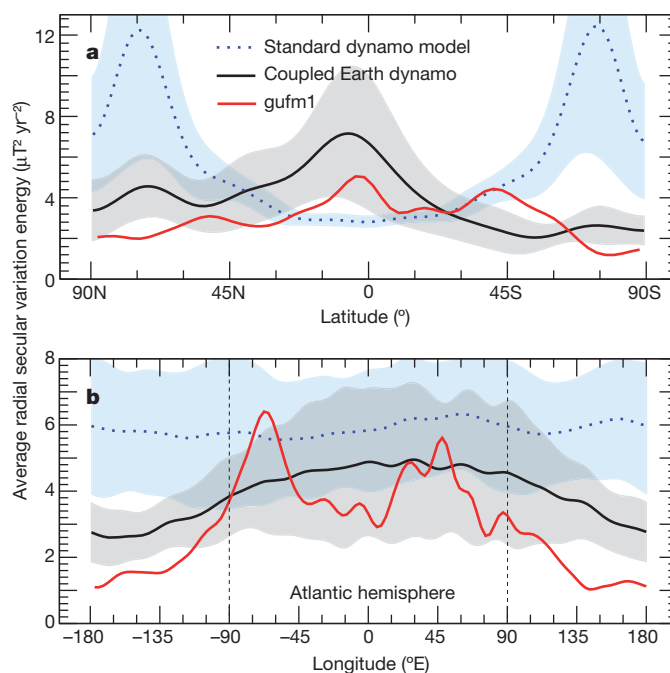 Average radial secular variation energy (μT² yr⁻²)
a
Standard dynamo model
Coupled Earth dynamo
gufm1
12
8
4
0
90N 45N 0 45S 90S
Latitude (º)
b
8
6
4
2
0
Atlantic hemisphere
−180 −135 −90 −45 0 45 90 135 180
Longitude (ºE)